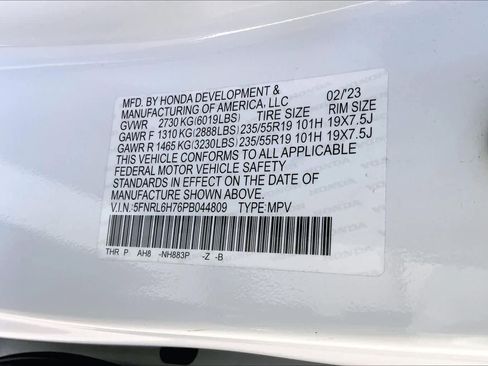 MFD. BY HONDA DEVELOPMENT & 02/'23
MANUFACTURING OF AMERICA, LLC
GVWR 2730 KG(6019LBS) TIRE SIZE RIM SIZE
GAWR F 1310 KG(2888LBS) 235/55R19 101H 19X7.5J
GAWR R 1465 KG(3230LBS) 235/55R19 101H 19X7.5J
THIS VEHICLE CONFORMS TO ALL APPLICABLE
FEDERAL MOTOR VEHICLE SAFETY
STANDARDS IN EFFECT ON THE DATE OF
MANUFACTURE SHOWN ABOVE.
V.I.N.:5FNRL6H76PB044809 TYPE:MPV
THR P AH8 -NH883P -Z -B